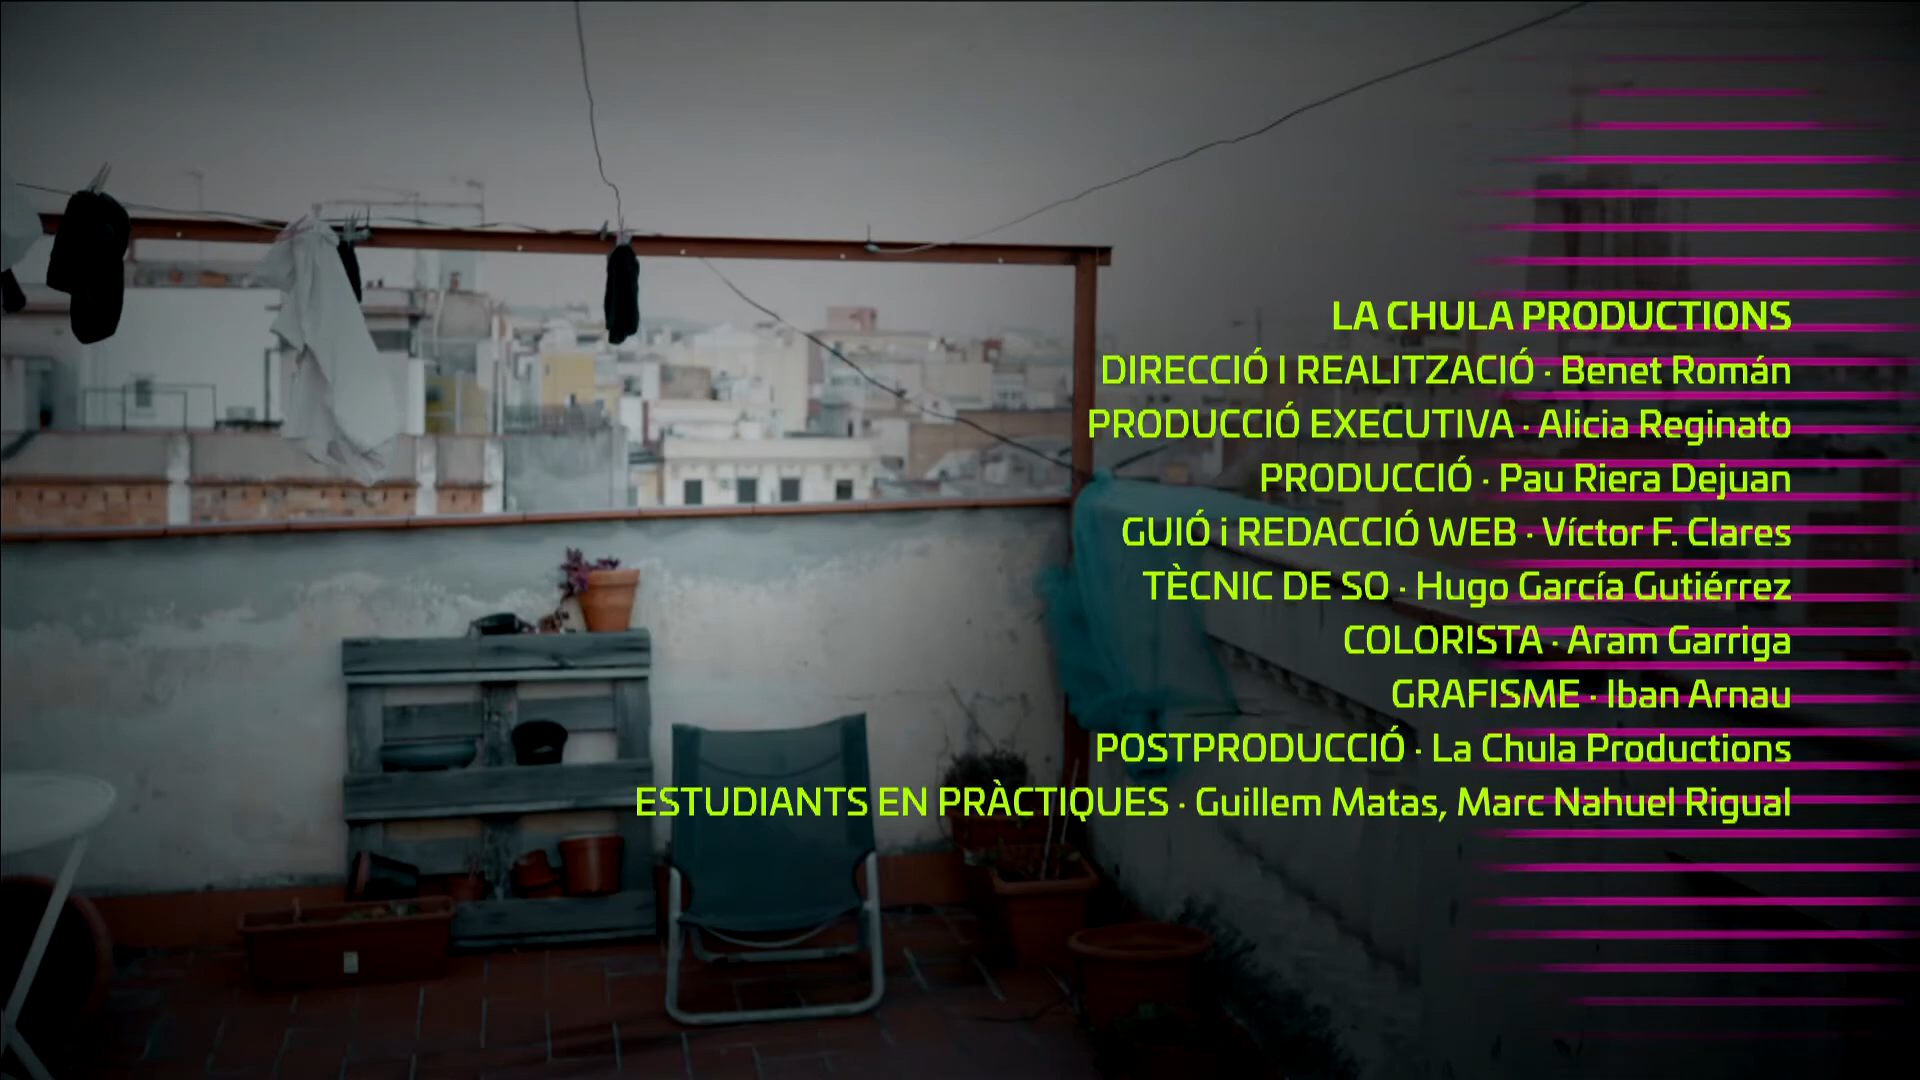 LA CHULA PRODUCTIONS
DIRECCIÓ I REALITZACIÓ · Benet Román
PRODUCCIÓ EXECUTIVA · Alicia Reginato
PRODUCCIÓ · Pau Riera Dejuan
GUIÓ i REDACCIÓ WEB · Víctor F. Clares
TÈCNIC DE SO · Hugo García Gutiérrez
COLORISTA · Aram Garriga
GRAFISME · Iban Arnau
POSTPRODUCCIÓ · La Chula Productions
ESTUDIANTS EN PRÀCTIQUES · Guillem Matas, Marc Nahuel Rigual